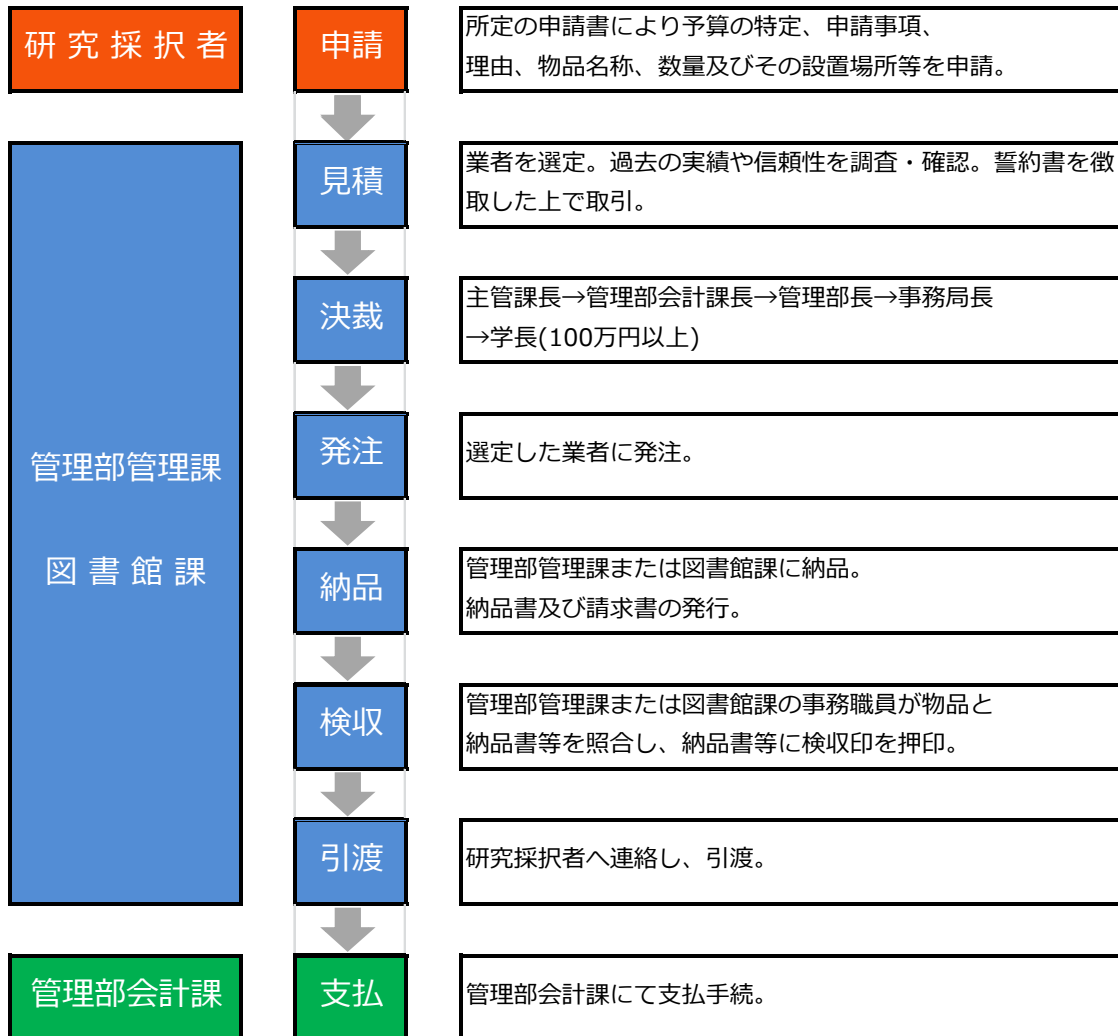 研 究 採 択 者
申請
所定の申請書により予算の特定、申請事項、
理由、物品名称、数量及びその設置場所等を申請。
管理部管理課
図 書 館 課
見積
業者を選定。過去の実績や信頼性を調査・確認。誓約書を徴
取した上で取引。
決裁
主管課長→管理部会計課長→管理部長→事務局長
→学長(100万円以上)
発注
選定した業者に発注。
納品
管理部管理課または図書館課に納品。
納品書及び請求書の発行。
検収
管理部管理課または図書館課の事務職員が物品と
納品書等を照合し、納品書等に検収印を押印。
引渡
研究採択者へ連絡し、引渡。
管理部会計課
支払
管理部会計課にて支払手続。